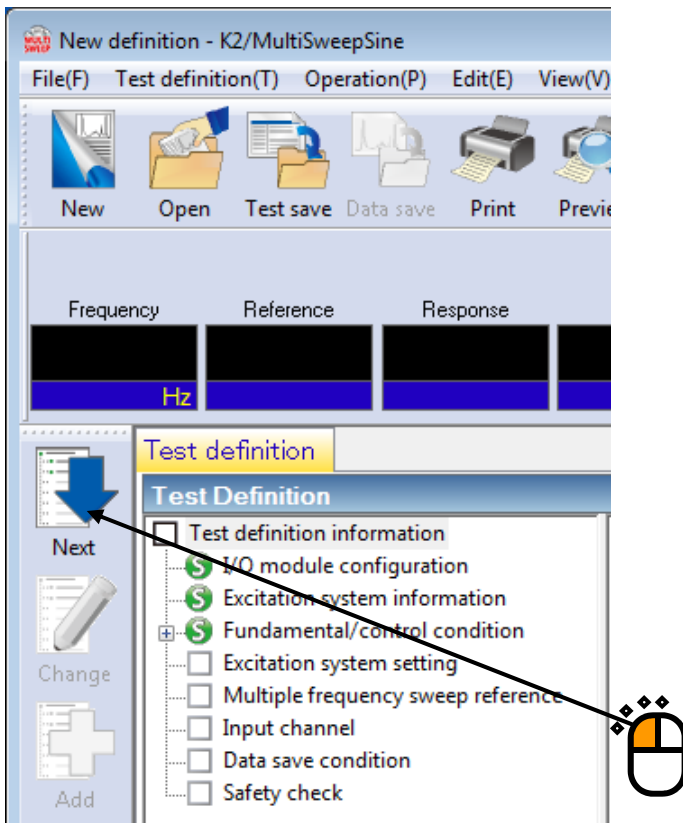 New definition - K2/MultiSweepSine
File(F) Test definition(T) Operation(P) Edit(E) View(V)
New Open Test save Data save Print Previe
Frequency Reference Response
Hz
Test definition
Test Definition
Next
Test definition information
I/O module configuration
Excitation system information
Fundamental/control condition
Change
Excitation system setting
Multiple frequency sweep reference
Input channel
Data save condition
Add
Safety check